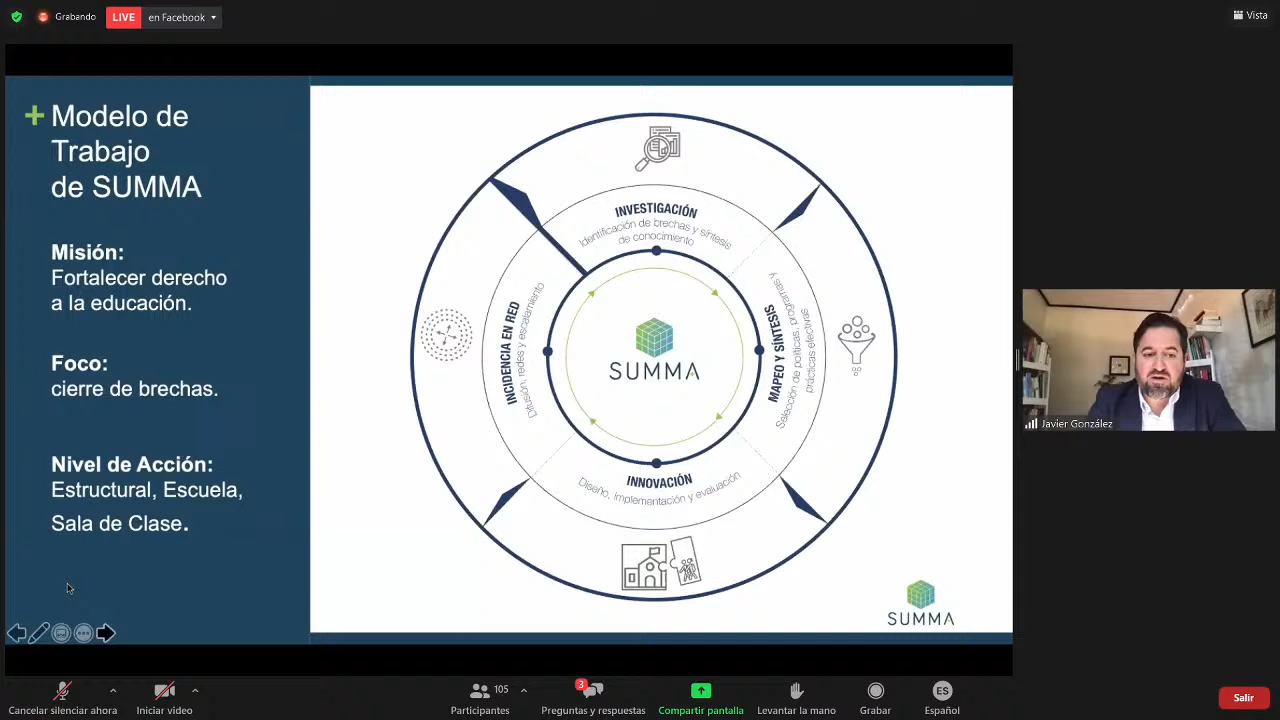 Grabando
LIVE
en Facebook
Vista
+ Modelo de
Trabajo
de SUMMA
Misión:
Fortalecer derecho
a la educación.
Foco:
cierre de brechas.
Nivel de Acción:
Estructural, Escuela,
Sala de Clase.
INVESTIGACIÓN
Identificación de brechas y síntesis
de conocimiento
MAPEO Y SÍNTESIS
Selección de políticas, programas y
prácticas efectivas
INNOVACIÓN
Diseño, implementación y evaluación
INCIDENCIA EN RED
Difusión, redes y escalamiento
SUMMA
SUMMA
Javier González
Cancelar silenciar ahora
Iniciar video
105
Participantes
3
Preguntas y respuestas
Compartir pantalla
Levantar la mano
Grabar
ES
Español
Salir